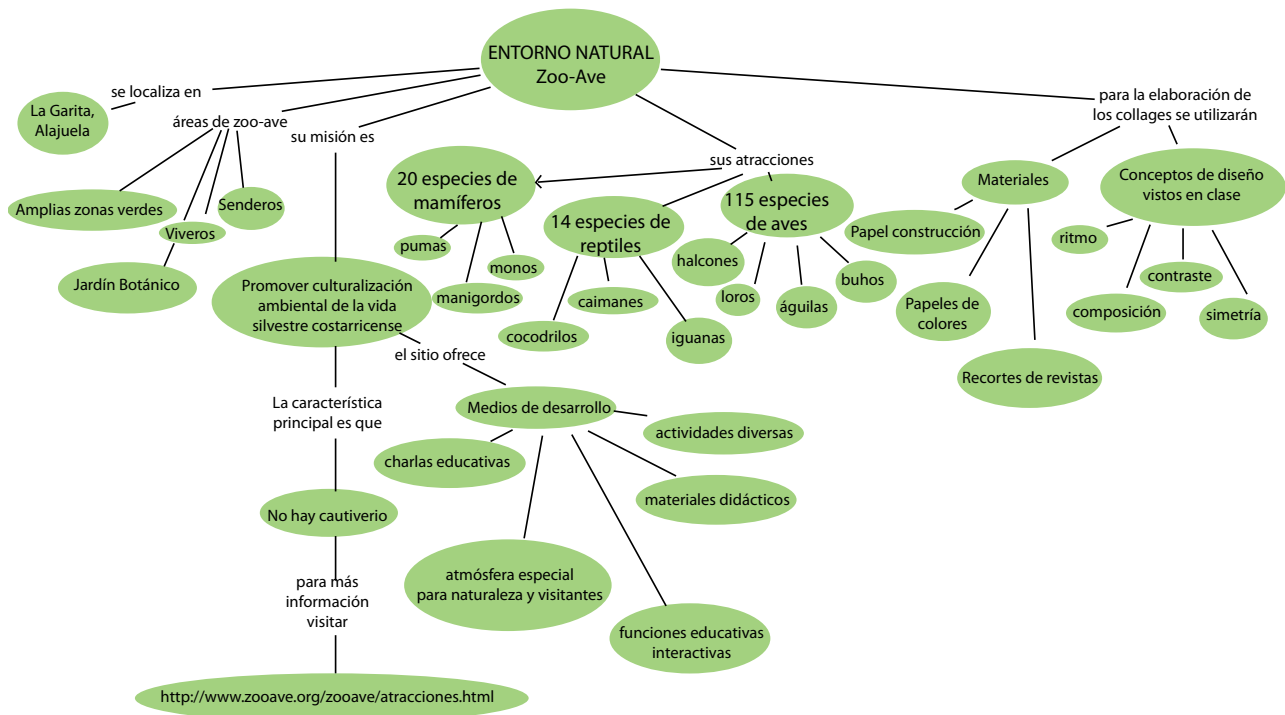 ENTORNO NATURAL
Zoo-Ave
se localiza en
La Garita,
Alajuela
áreas de zoo-ave
Amplias zonas verdes
Viveros
Senderos
Jardín Botánico
su misión es
Promover culturalización
ambiental de la vida
silvestre costarricense
La característica
principal es que
No hay cautiverio
para más
información
visitar
http://www.zooave.org/zooave/atracciones.html
el sitio ofrece
Medios de desarrollo
charlas educativas
atmósfera especial
para naturaleza y visitantes
funciones educativas
interactivas
materiales didácticos
actividades diversas
sus atracciones
20 especies de
mamíferos
pumas
manigordos
monos
14 especies de
reptiles
cocodrilos
caimanes
iguanas
115 especies
de aves
halcones
loros
águilas
buhos
para la elaboración de
los collages se utilizarán
Materiales
Papel construcción
Papeles de
colores
Recortes de revistas
Conceptos de diseño
vistos en clase
ritmo
composición
contraste
simetría